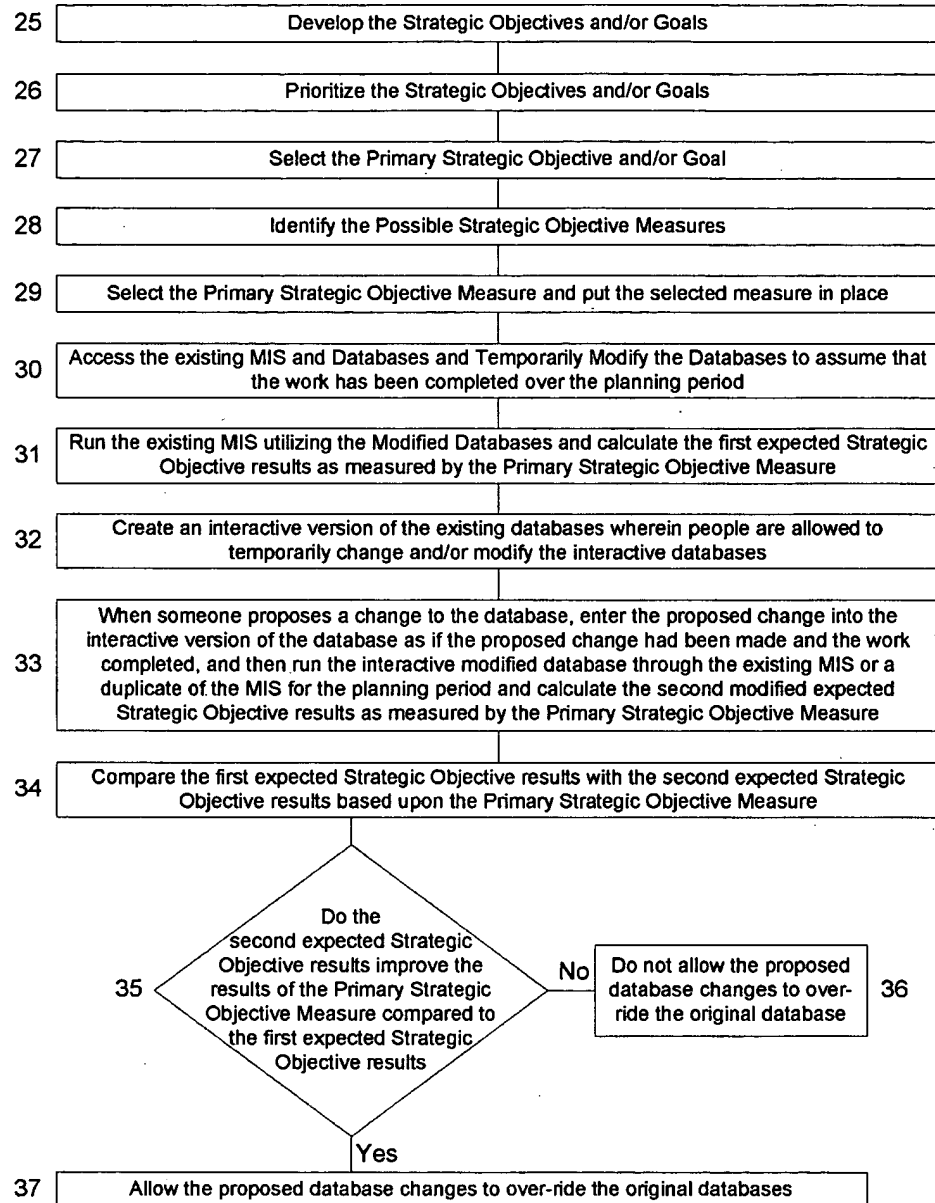 25 Develop the Strategic Objectives and/or Goals
26 Prioritize the Strategic Objectives and/or Goals
27 Select the Primary Strategic Objective and/or Goal
28 Identify the Possible Strategic Objective Measures
29 Select the Primary Strategic Objective Measure and put the selected measure in place
30 Access the existing MIS and Databases and Temporarily Modify the Databases to assume that
the work has been completed over the planning period
31 Run the existing MIS utilizing the Modified Databases and calculate the first expected Strategic
Objective results as measured by the Primary Strategic Objective Measure
32 Create an interactive version of the existing databases wherein people are allowed to
temporarily change and/or modify the interactive databases
When someone proposes a change to the database, enter the proposed change into the
interactive version of the database as if the proposed change had been made and the work
33 completed, and then run the interactive modified database through the existing MIS or a
duplicate of the MIS for the planning period and calculate the second modified expected
Strategic Objective results as measured by the Primary Strategic Objective Measure
34 Compare the first expected Strategic Objective results with the second expected Strategic
Objective results based upon the Primary Strategic Objective Measure
35
Do the
second expected Strategic
Objective results improve the
results of the Primary Strategic
Objective Measure compared to
the first expected Strategic
Objective results
No
Do not allow the proposed
database changes to over-
ride the original database
36
Yes
37 Allow the proposed database changes to over-ride the original databases